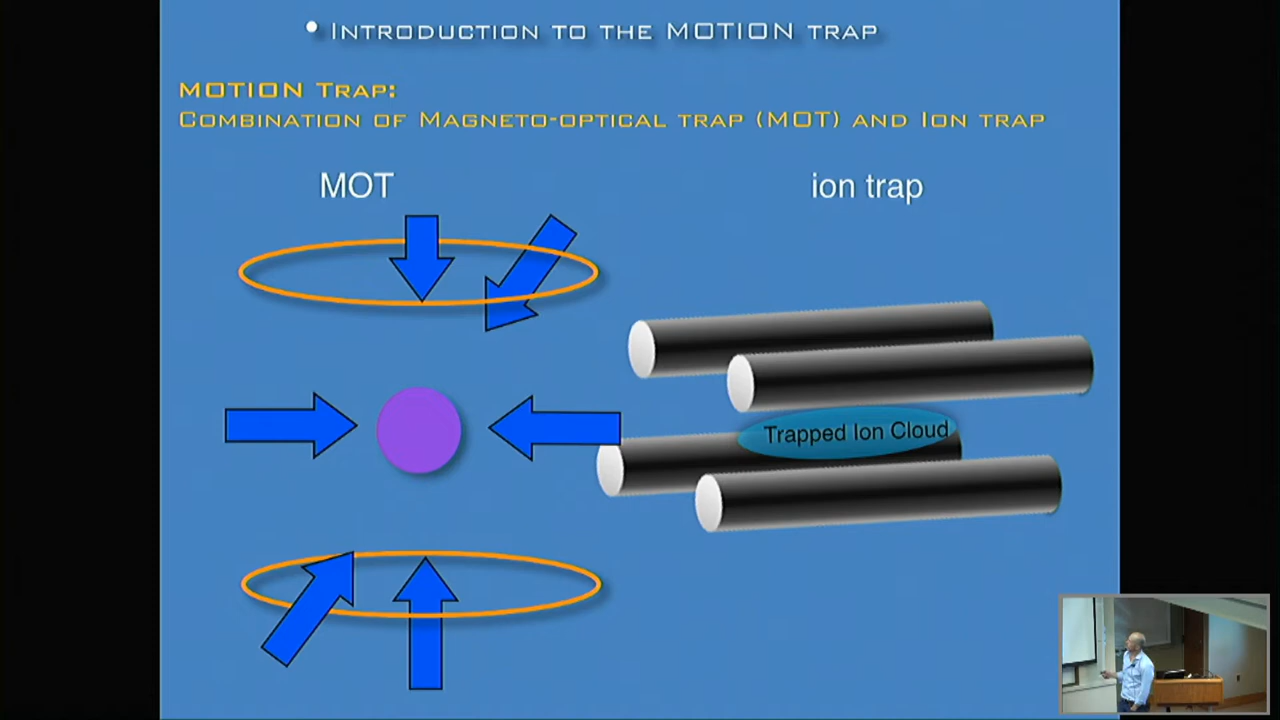 • Introduction to the MOTION trap
MOTION Trap:
Combination of Magneto-optical trap (MOT) and Ion trap
MOT
ion trap
Trapped Ion Cloud